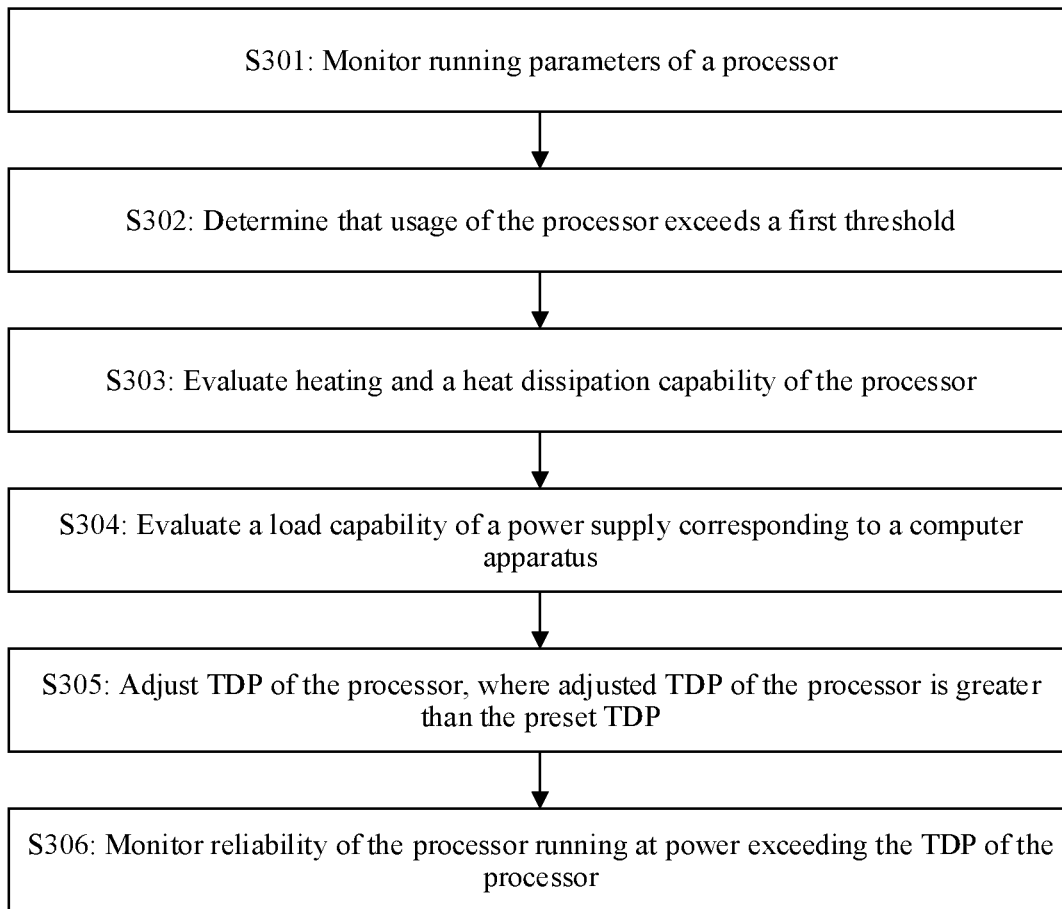 S301: Monitor running parameters of a processor
S302: Determine that usage of the processor exceeds a first threshold
S303: Evaluate heating and a heat dissipation capability of the processor
S304: Evaluate a load capability of a power supply corresponding to a computer
apparatus
S305: Adjust TDP of the processor, where adjusted TDP of the processor is greater
than the preset TDP
S306: Monitor reliability of the processor running at power exceeding the TDP of the
processor